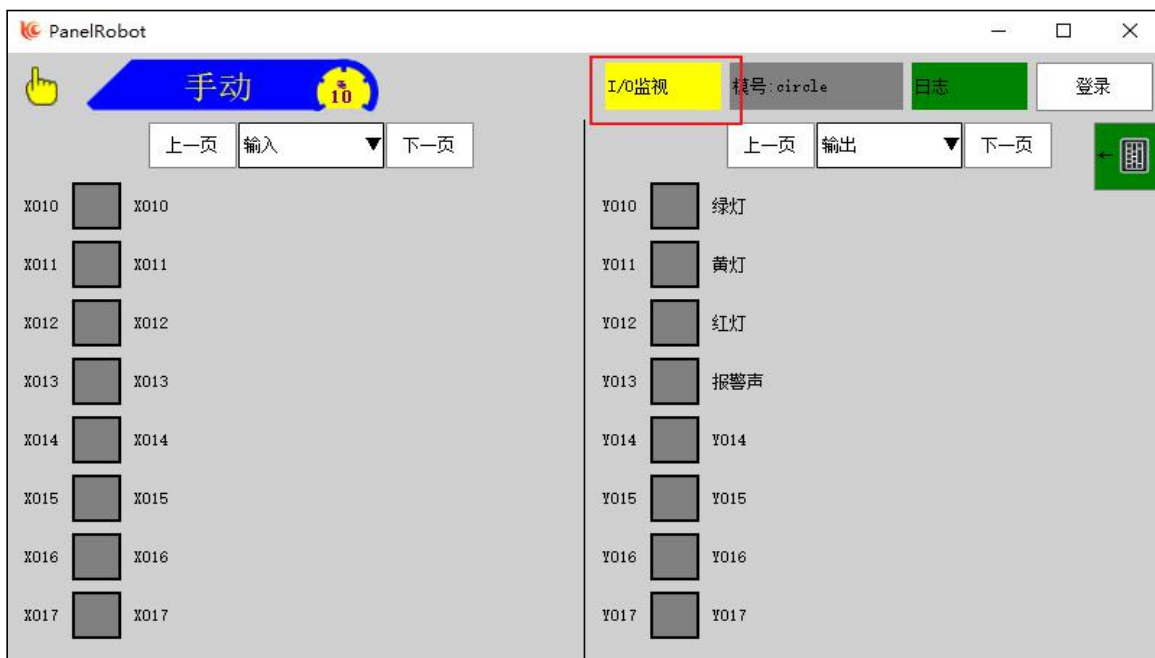 PanelRobot
手动
%
10
I/O监视
模号:circle
日志
登录
上一页 输入 下一页
上一页 输出 下一页
X010 X010
Y010 绿灯
X011 X011
Y011 黄灯
X012 X012
Y012 红灯
X013 X013
Y013 报警声
X014 X014
Y014 Y014
X015 X015
Y015 Y015
X016 X016
Y016 Y016
X017 X017
Y017 Y017